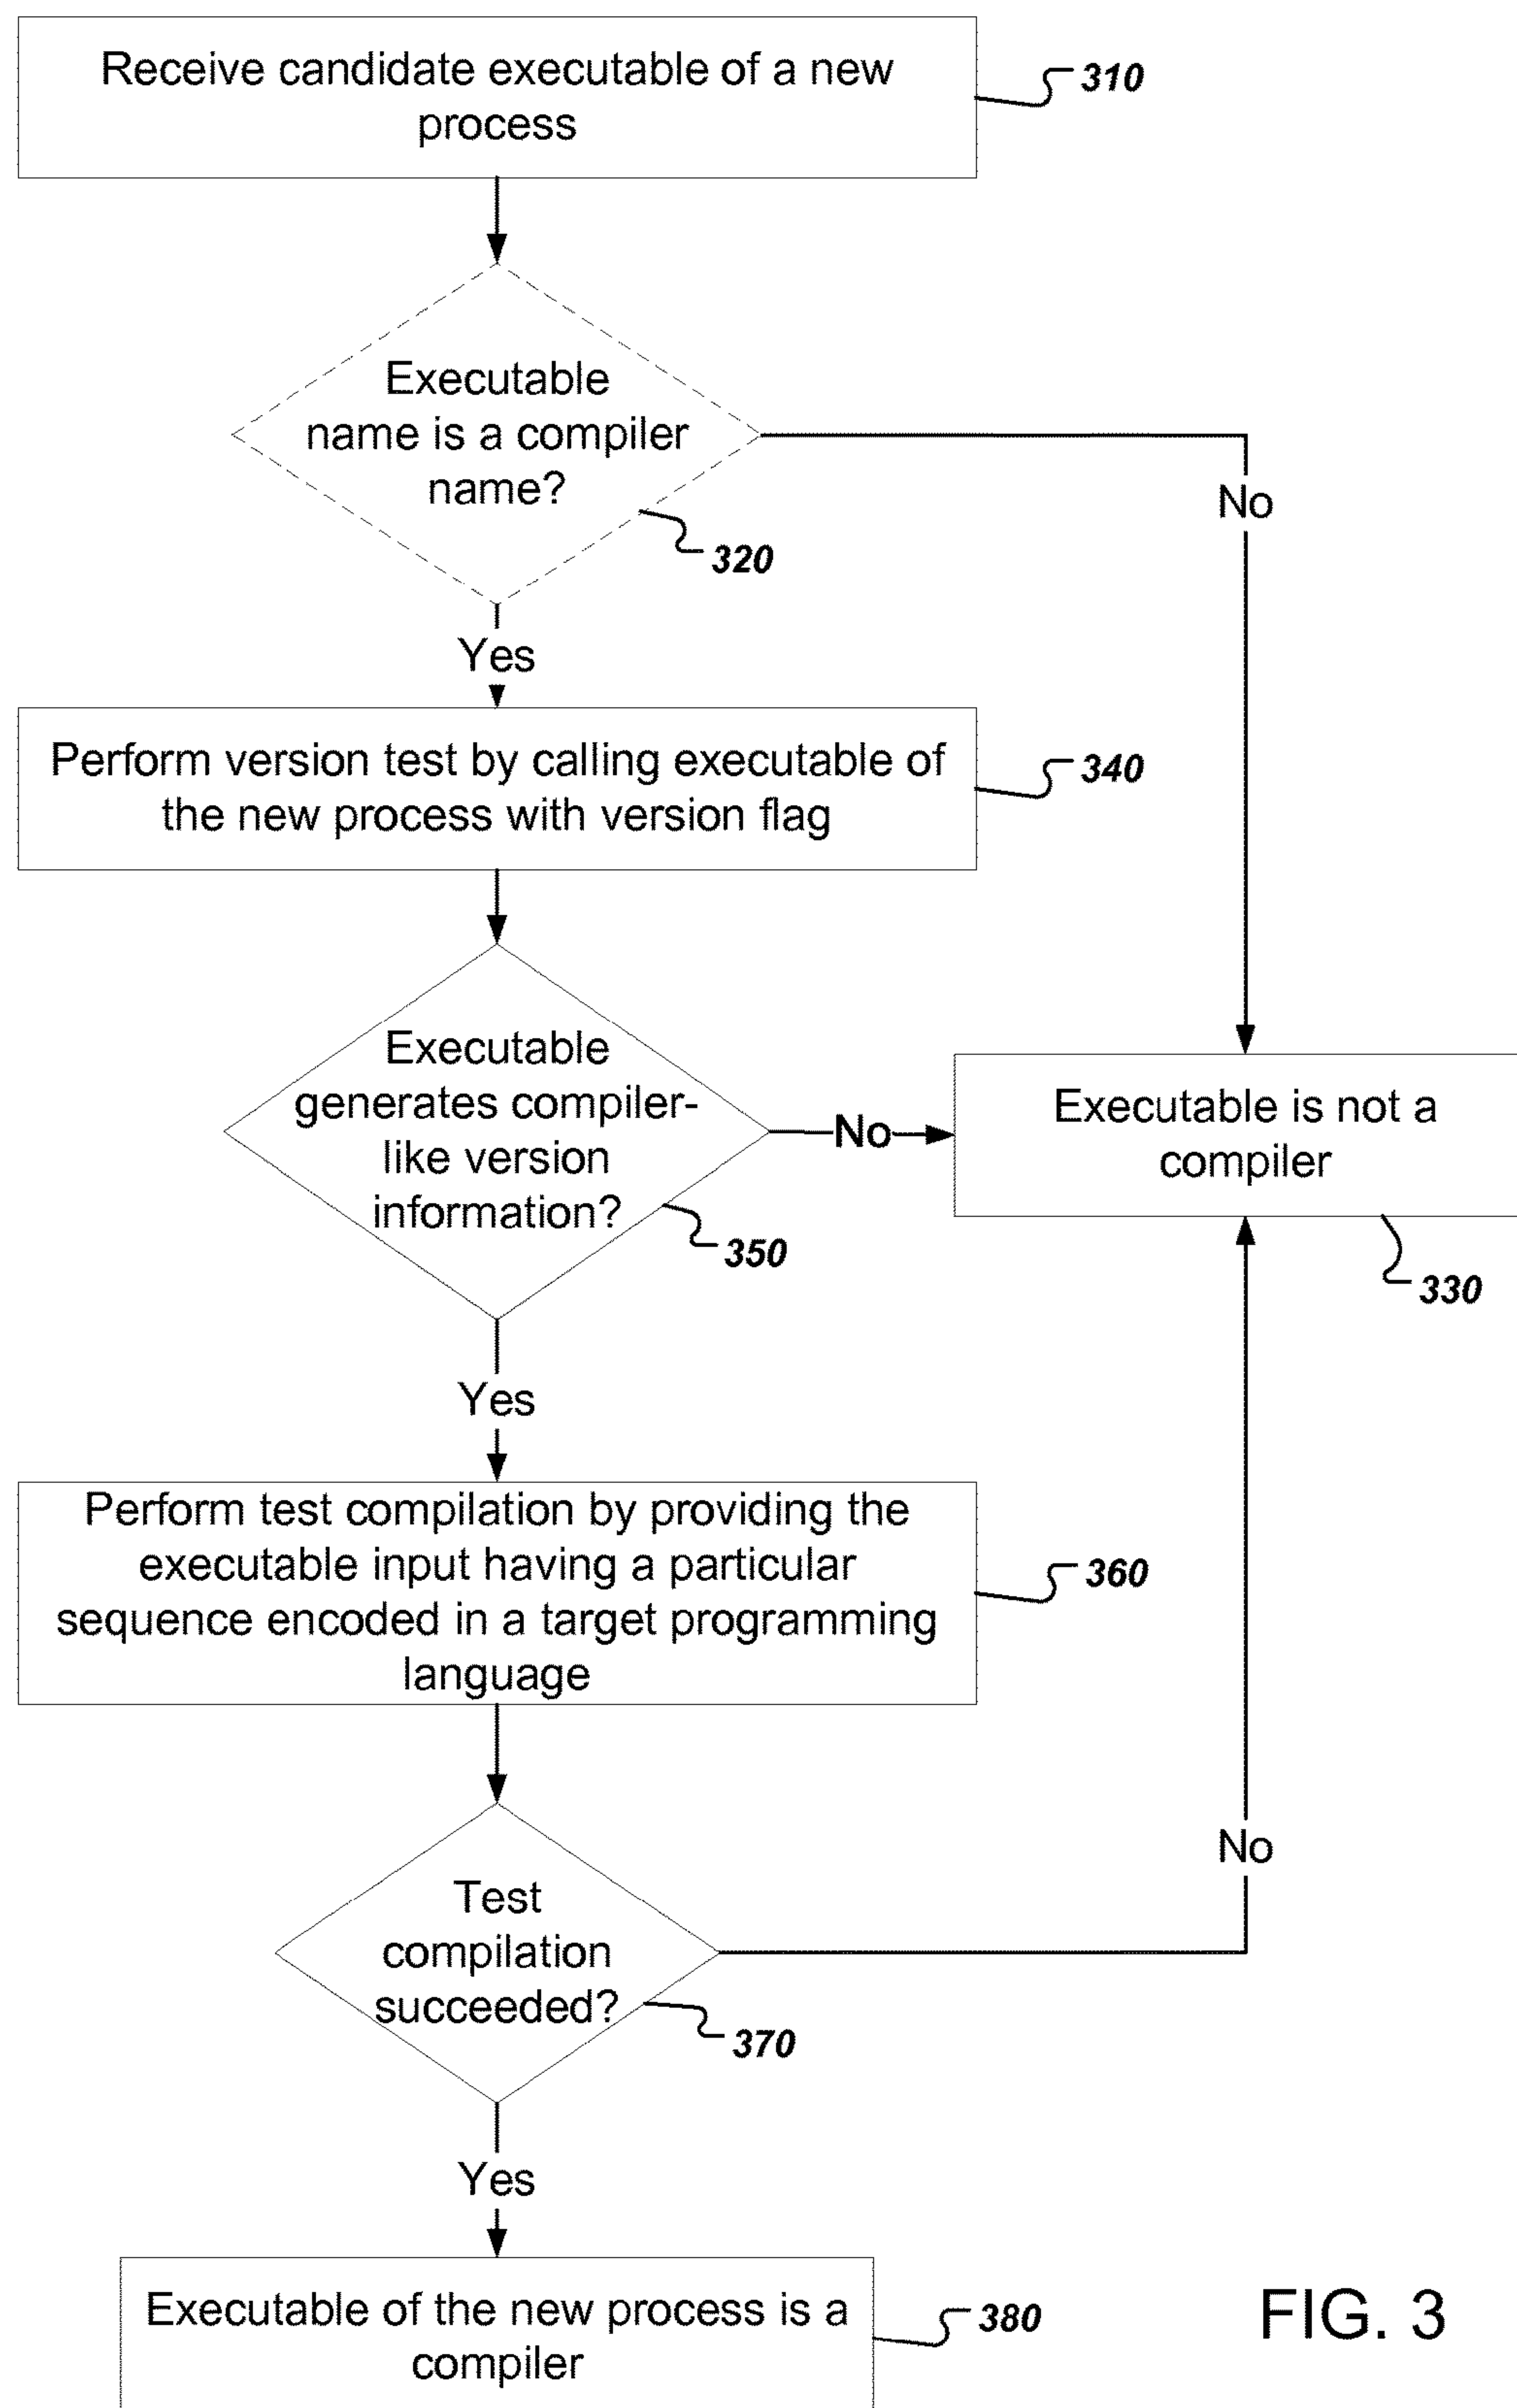 Receive candidate executable of a new
process
310
Executable
name is a compiler
name?
320
No
Yes
Perform version test by calling executable of
the new process with version flag
340
Executable
generates compiler-
like version
information?
350
No
Executable is not a
compiler
330
Yes
Perform test compilation by providing the
executable input having a particular
sequence encoded in a target programming
language
360
Test
compilation
succeeded?
370
No
Yes
Executable of the new process is a
compiler
380
FIG. 3